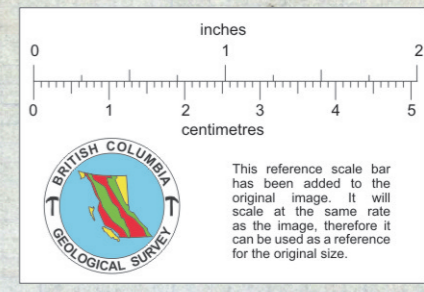 inches
0 1 2
0 1 2 3 4 5
centimetres
BRITISH COLUMBIA
GEOLOGICAL SURVEY
This reference scale bar
has been added to the
original image. It will
scale at the same rate
as the image, therefore it
can be used as a reference
for the original size.